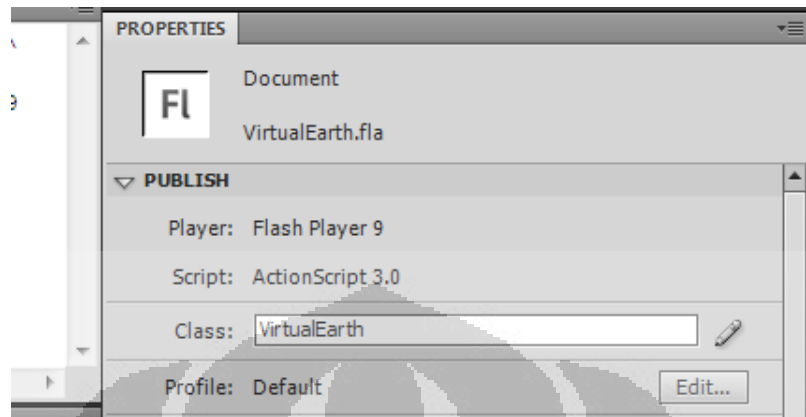 PROPERTIES
Fl
Document
VirtualEarth.fla
PUBLISH
Player: Flash Player 9
Script: ActionScript 3.0
Class: VirtualEarth
Profile: Default Edit...